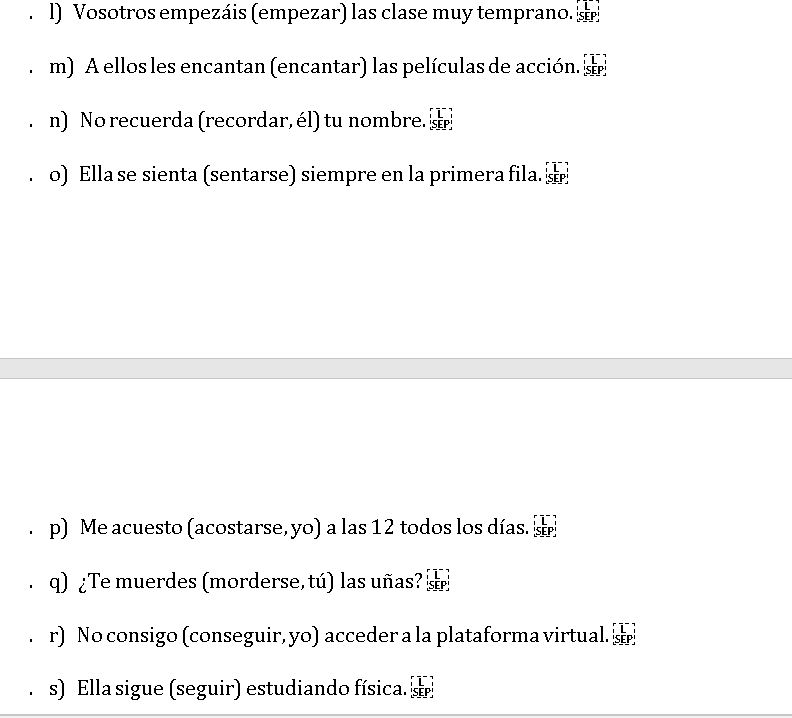 . l) Vosotros empezáis (empezar) las clase muy temprano. L SEP
. m) A ellos les encantan (encantar) las películas de acción. L SEP
. n) No recuerda (recordar, él) tu nombre. L SEP
. o) Ella se sienta (sentarse) siempre en la primera fila. L SEP
. p) Me acuesto (acostarse, yo) a las 12 todos los días. L SEP
. q) ¿Te muerdes (morderse, tú) las uñas? L SEP
. r) No consigo (conseguir, yo) acceder a la plataforma virtual. L SEP
. s) Ella sigue (seguir) estudiando física. L SEP